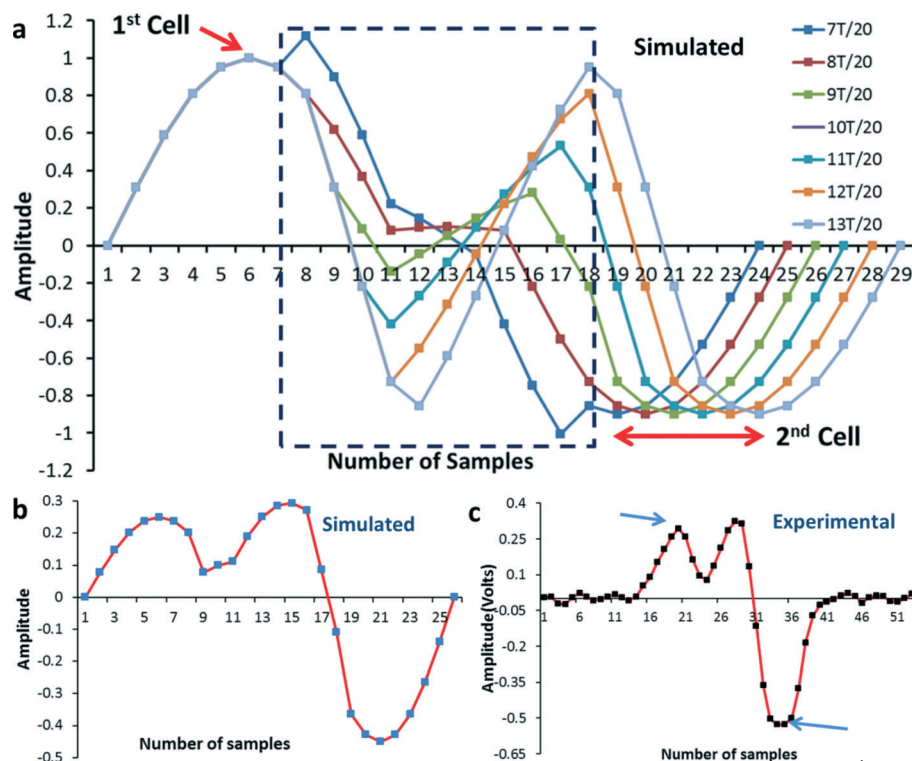 a
1st Cell
Simulated
1.2
1
0.8
0.6
0.4
0.2
0
-0.2
-0.4
-0.6
-0.8
-1
-1.2
Amplitude
1 2 3 4 5 6 7 8 9 10 11 12 13 14 15 16 17 18 19 20 21 22 23 24 25 26 27 28 29
7T/20
8T/20
9T/20
10T/20
11T/20
12T/20
13T/20
2nd Cell
Number of Samples
b
Simulated
0.3
0.2
0.1
0
-0.1
-0.2
-0.3
-0.4
-0.5
Amplitude
1 3 5 7 9 11 13 15 17 19 21 23 25
Number of samples
c
Experimental
0.4
0.25
0.1
-0.05
-0.2
-0.35
-0.5
-0.65
Amplitude(Volts)
1 6 11 16 21 26 31 36 41 46 51
Number of samples